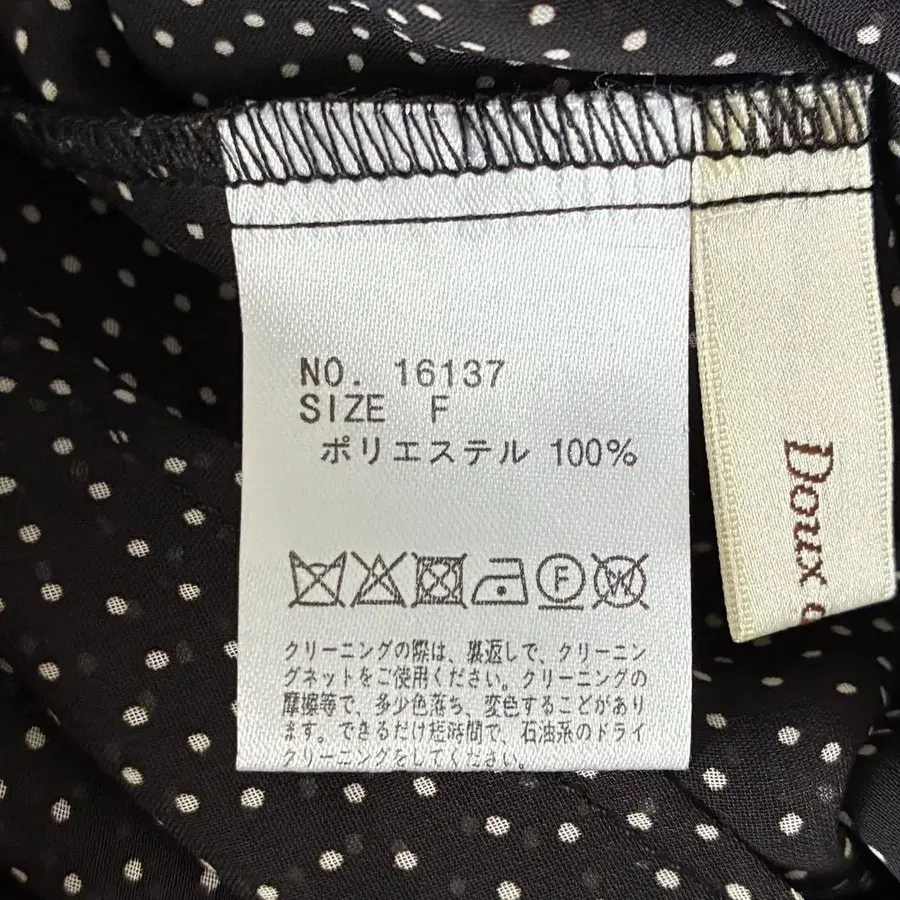 NO. 16137
SIZE F
ポリエステル 100%
F
W
クリーニングの際は、裏返しで、クリーニン
グネットをご使用ください。クリーニングの
摩擦等で、多少色落ち、変色することがあり
ます。できるだけ短時間で、石油系のドライ
クリーニングをしてください。
Doux